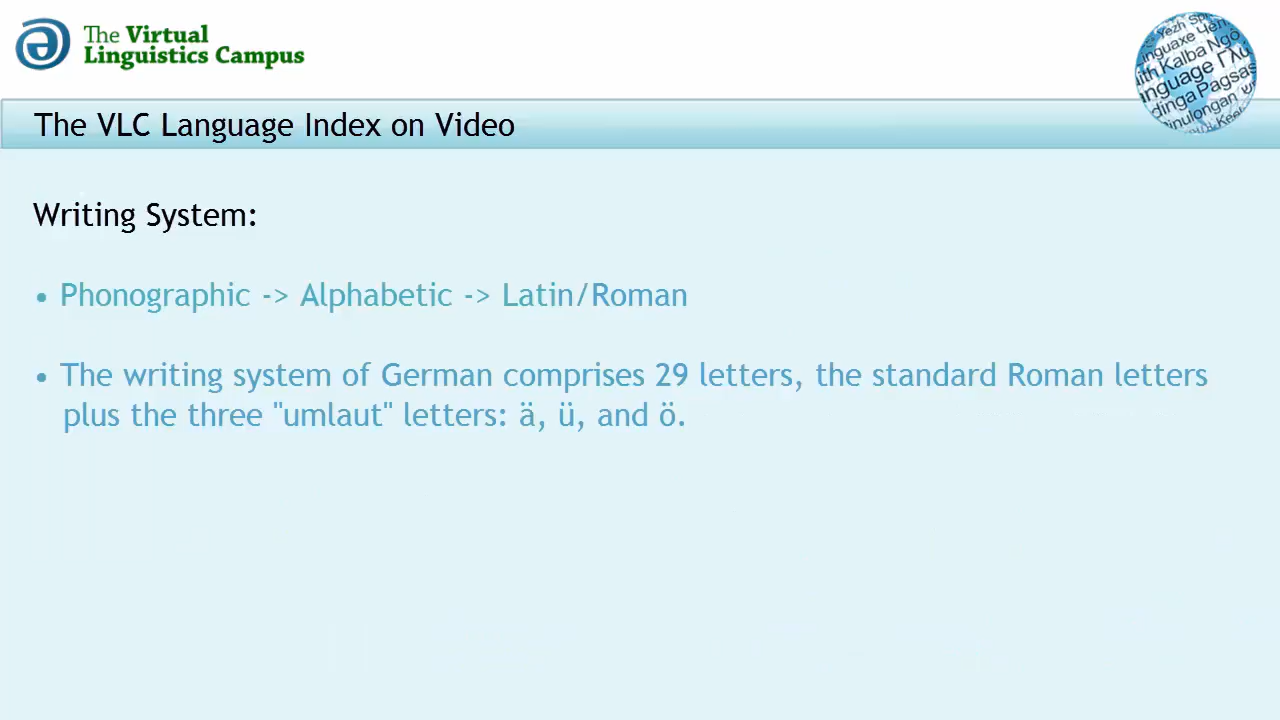 The Virtual
Linguistics Campus
The VLC Language Index on Video
Writing System:
• Phonographic -> Alphabetic -> Latin/Roman
• The writing system of German comprises 29 letters, the standard Roman letters
plus the three "umlaut" letters: ä, ü, and ö.